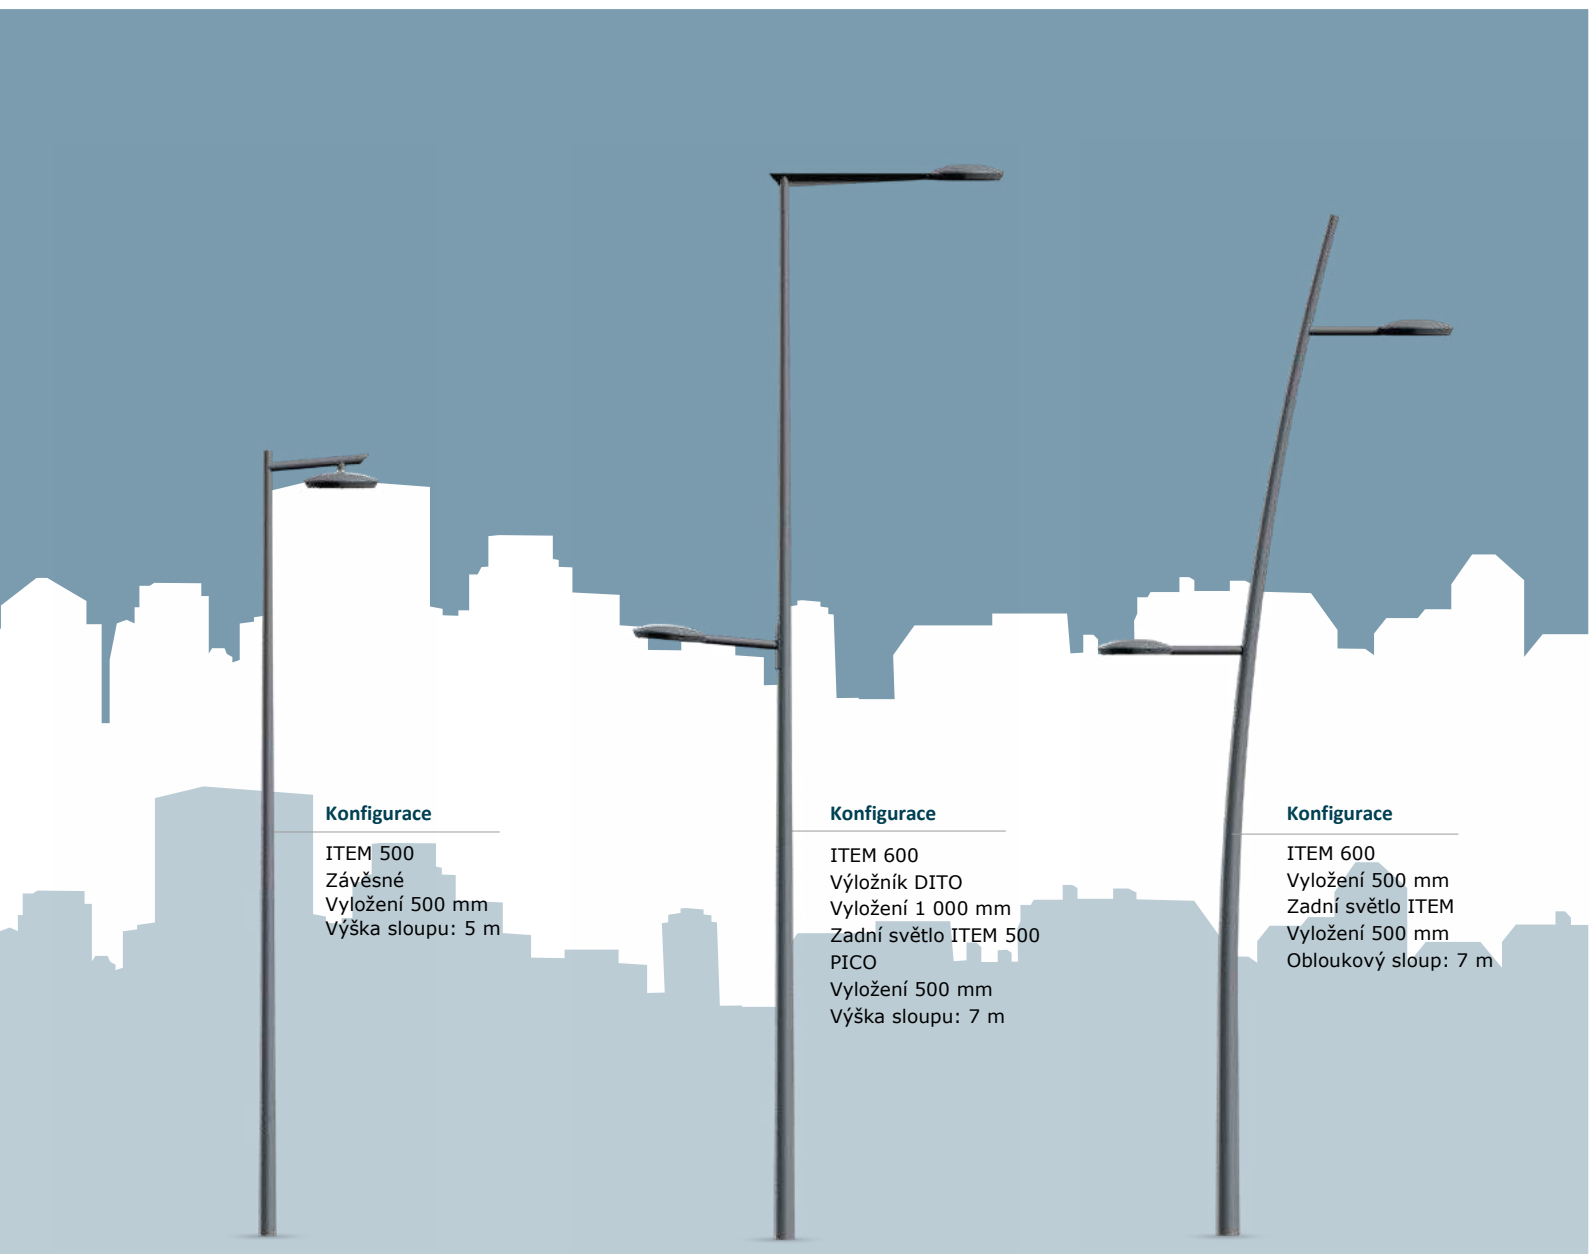 Konfigurace
ITEM 500
Závěsné
Vyložení 500 mm
Výška sloupu: 5 m
Konfigurace
ITEM 600
Výložník DITO
Vyložení 1 000 mm
Zadní světlo ITEM 500
PICO
Vyložení 500 mm
Výška sloupu: 7 m
Konfigurace
ITEM 600
Vyložení 500 mm
Zadní světlo ITEM
Vyložení 500 mm
Obloukový sloup: 7 m